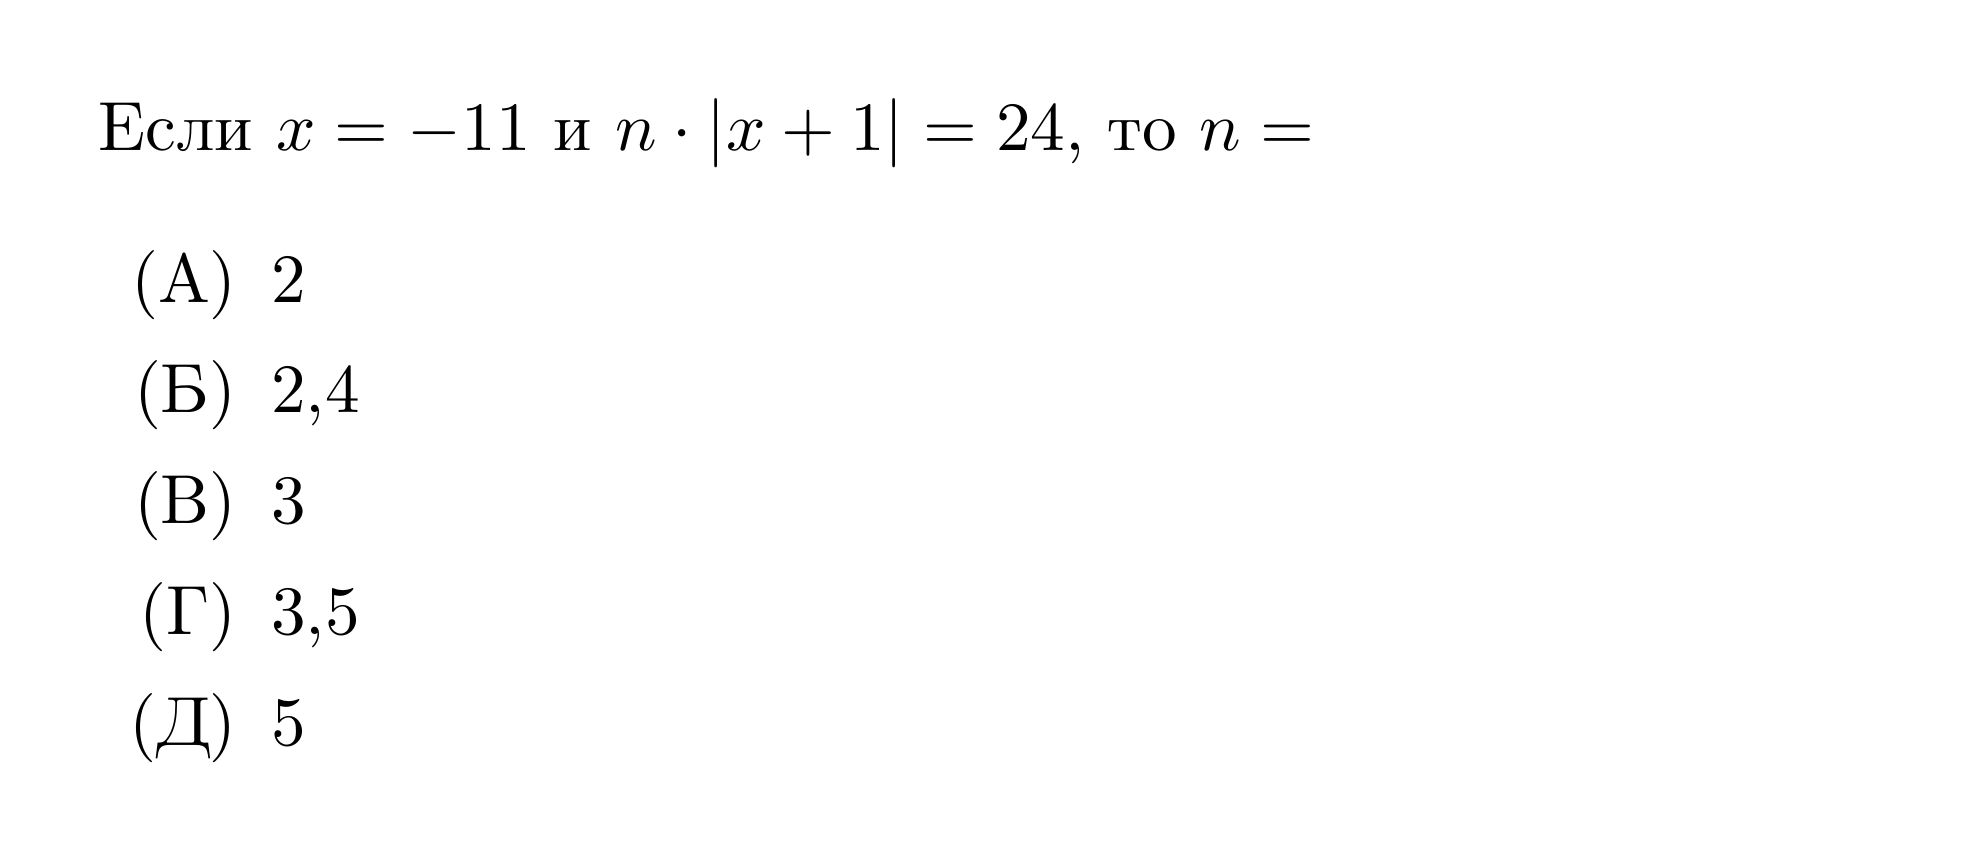 Если x = −11 и n · |x + 1| = 24, то n =
(А) 2
(Б) 2,4
(В) 3
(Г) 3,5
(Д) 5